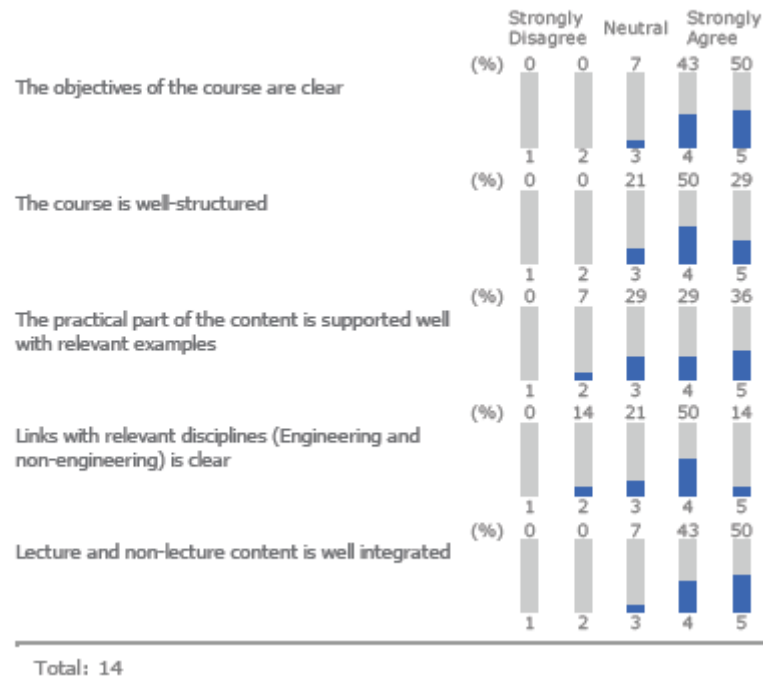 Strongly Disagree Neutral Strongly Agree
(%) 0 0 7 43 50
The objectives of the course are clear
1 2 3 4 5
(%) 0 0 21 50 29
The course is well-structured
1 2 3 4 5
(%) 0 7 29 29 36
The practical part of the content is supported well
with relevant examples
1 2 3 4 5
(%) 0 14 21 50 14
Links with relevant disciplines (Engineering and
non-engineering) is clear
1 2 3 4 5
(%) 0 0 7 43 50
Lecture and non-lecture content is well integrated
1 2 3 4 5
Total: 14